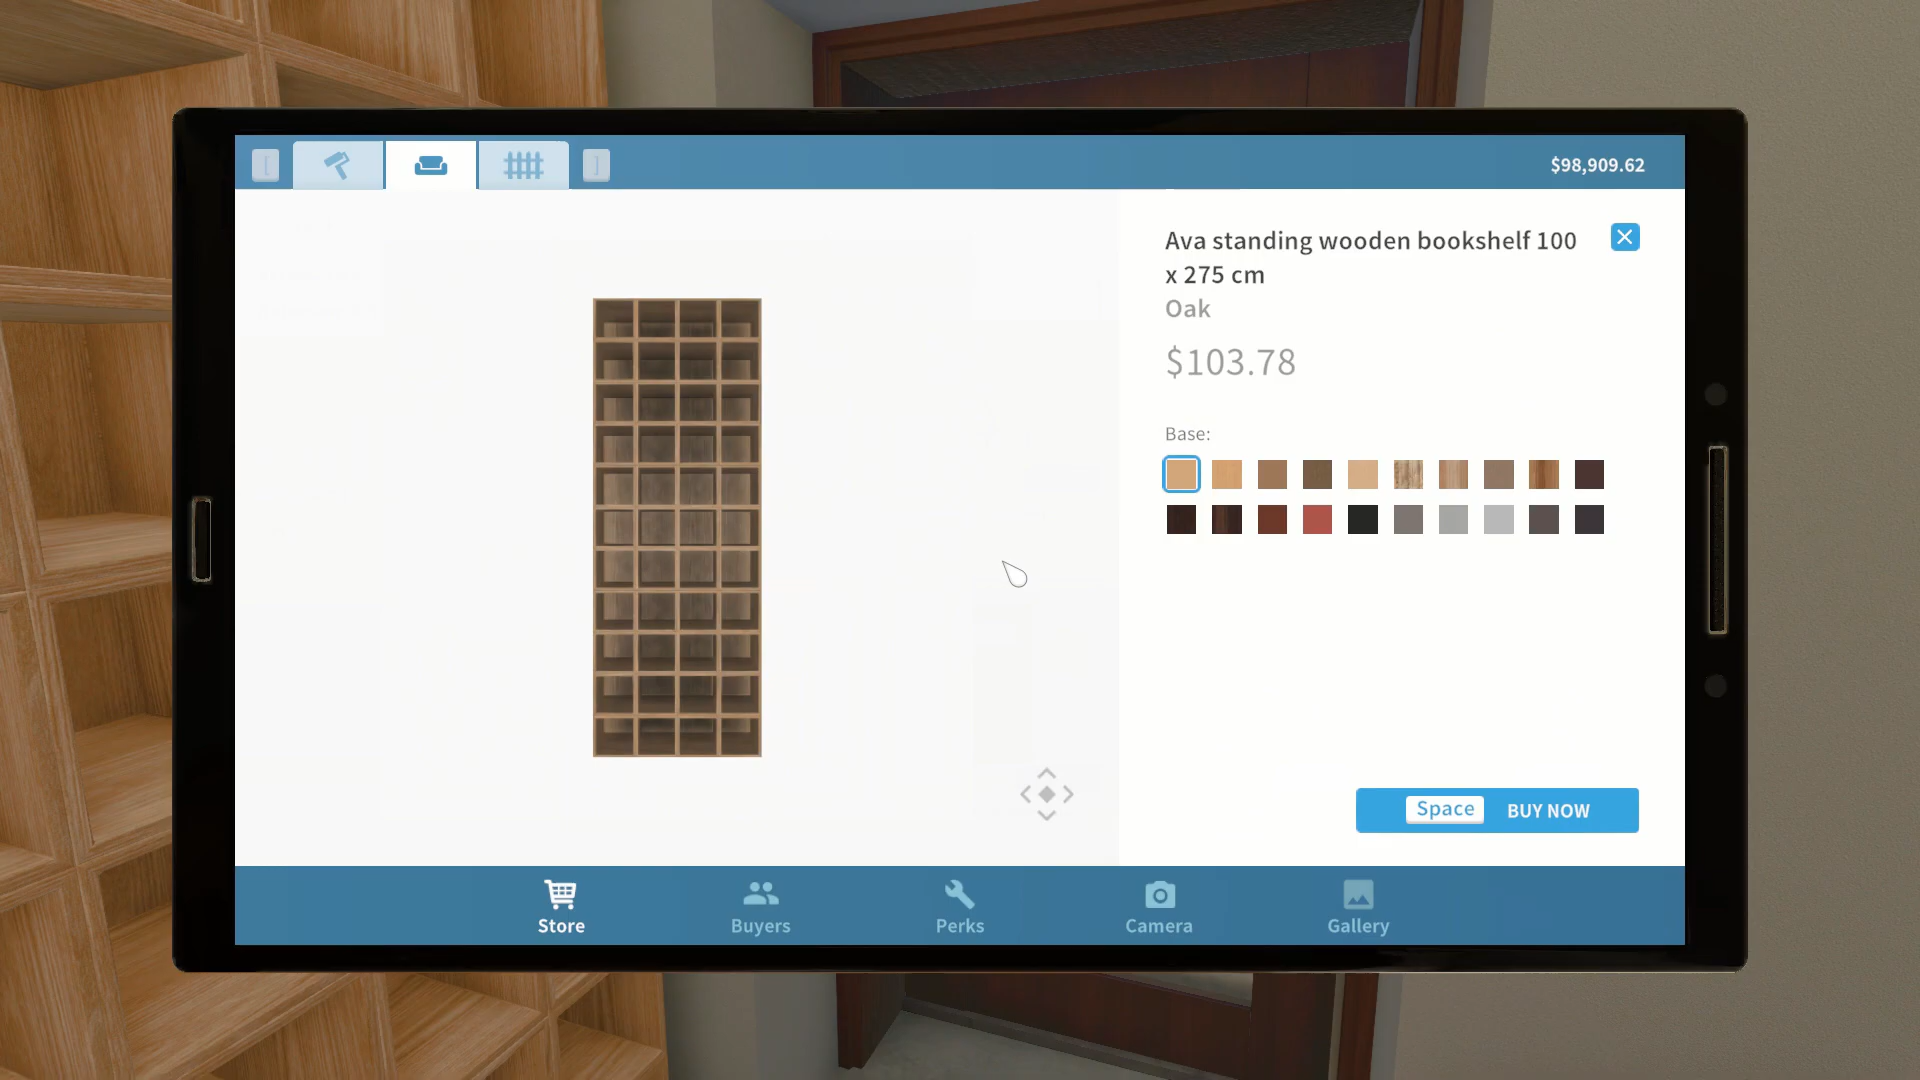 [
]
$98,909.62
Ava standing wooden bookshelf 100
x 275 cm
Oak
$103.78
Base:
Space BUY NOW
Store
Buyers
Perks
Camera
Gallery